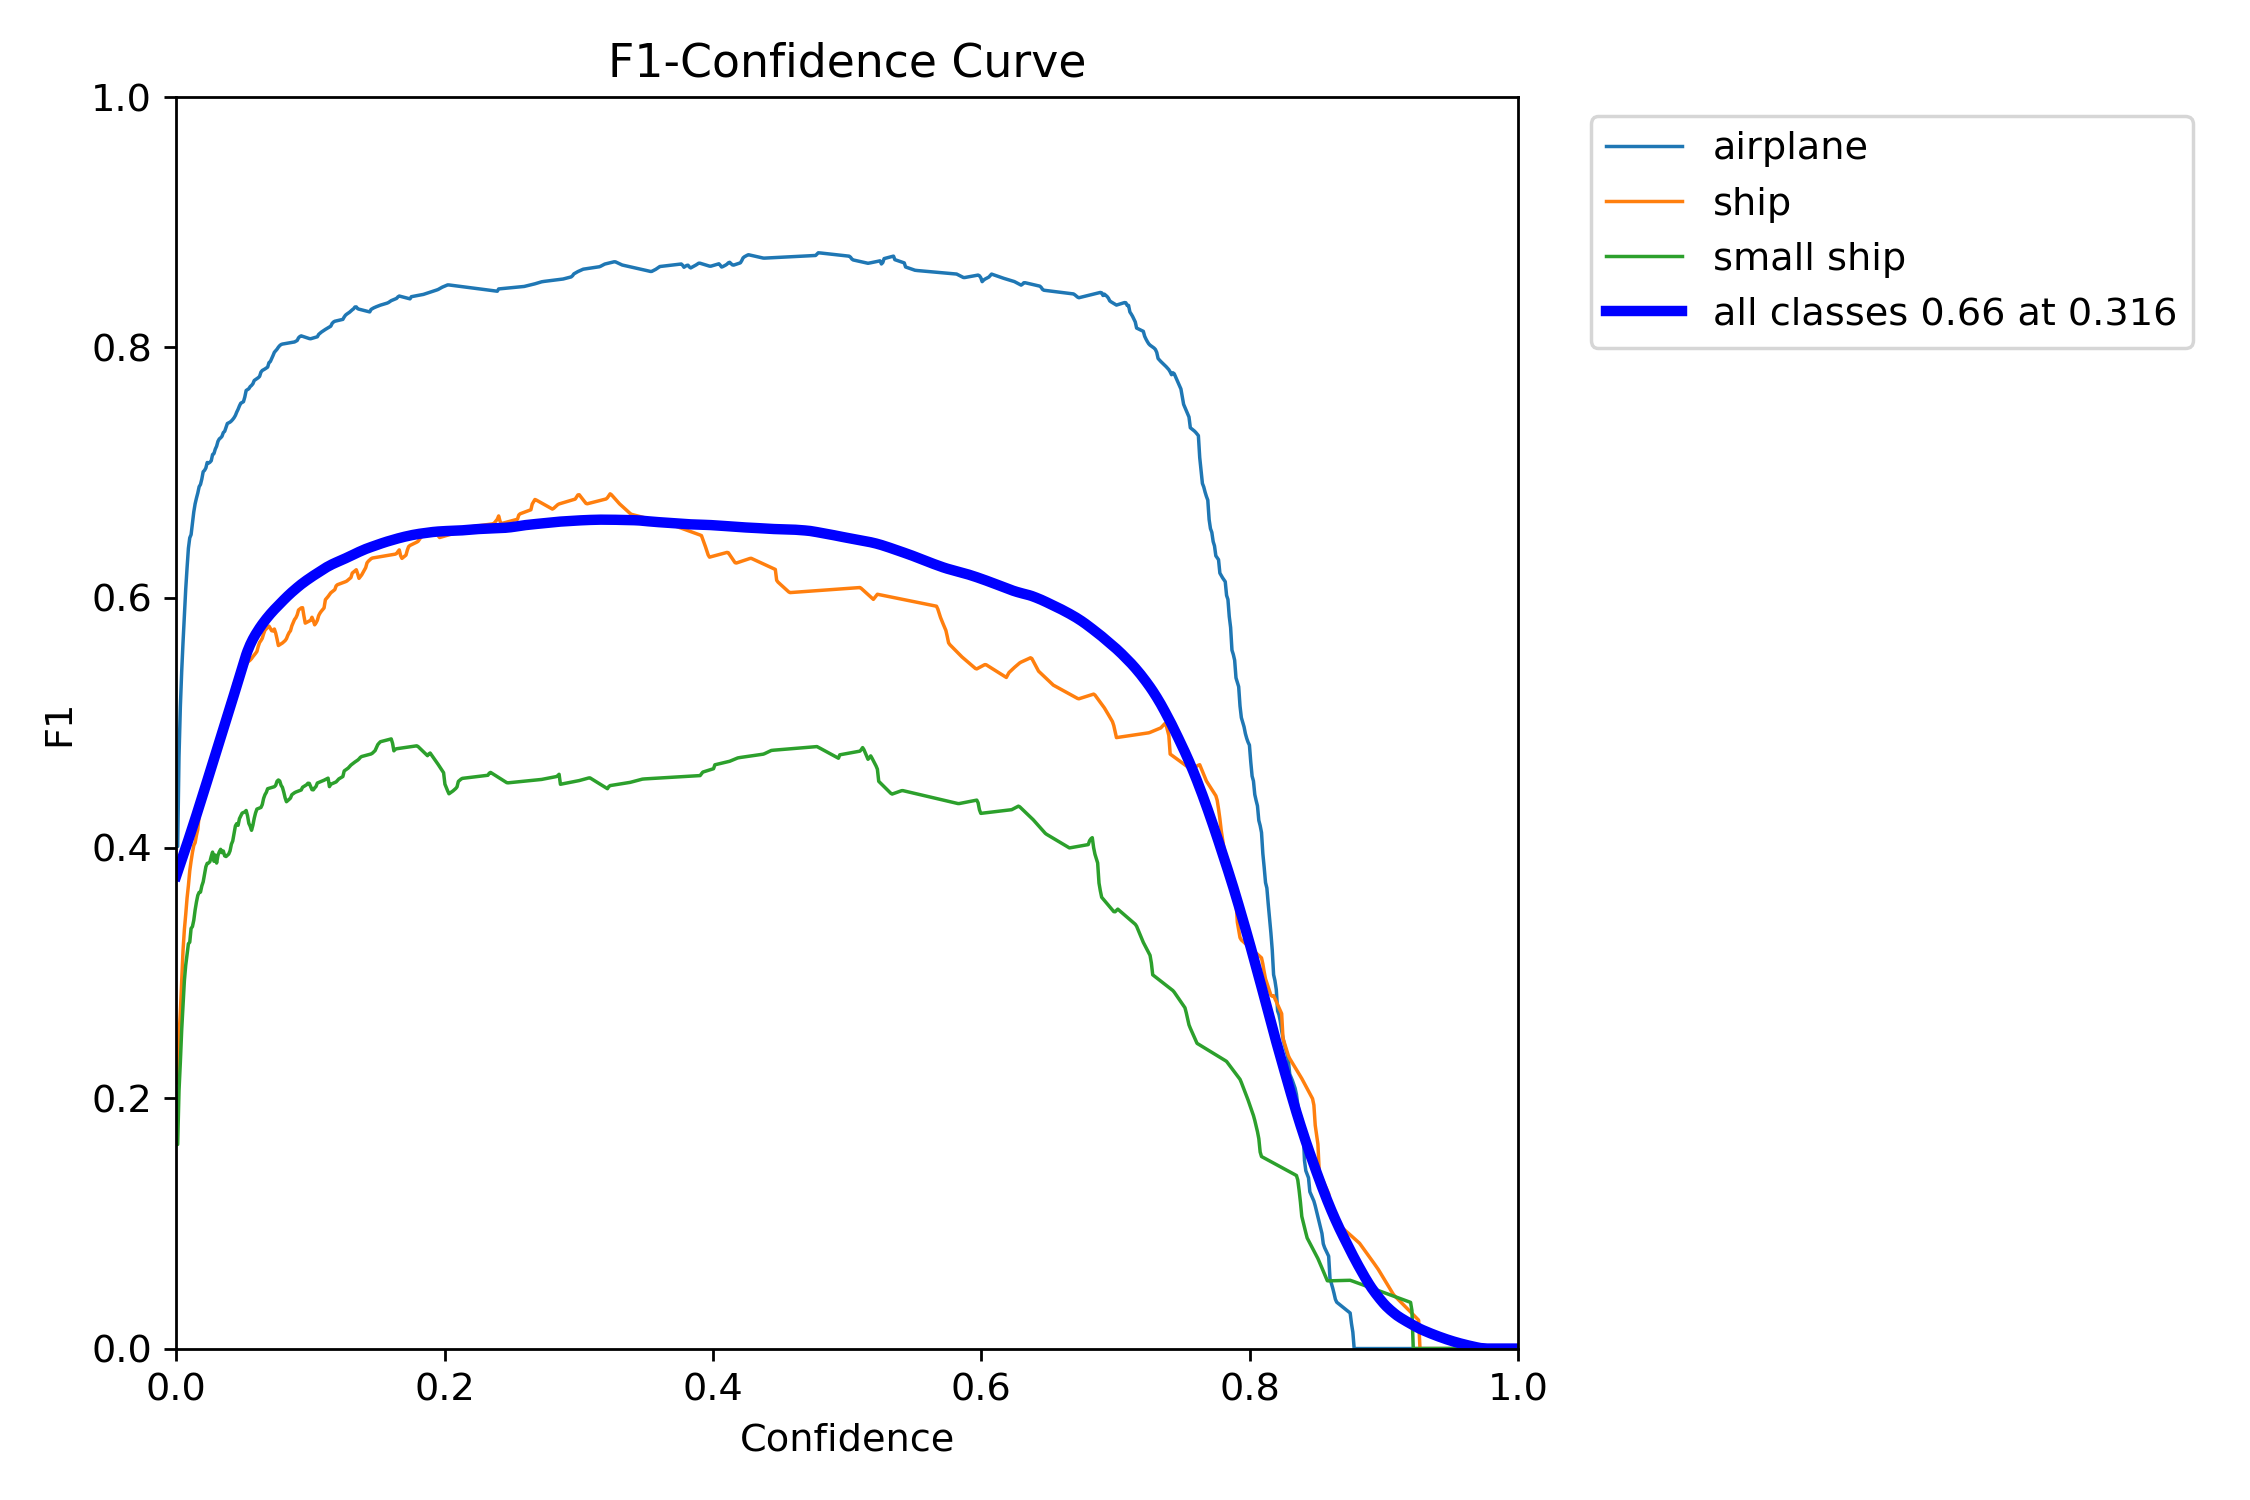 F1-Confidence Curve
1.0
0.8
0.6
0.4
0.2
0.0
F1
0.0 0.2 0.4 0.6 0.8 1.0
Confidence
airplane
ship
small ship
all classes 0.66 at 0.316